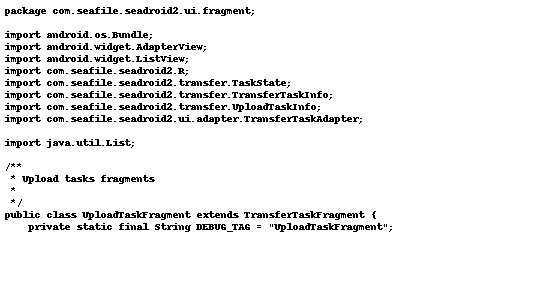 package com.seafile.seadroid2.ui.fragment;
import android.os.Bundle;
import android.widget.AdapterView;
import android.widget.ListView;
import com.seafile.seadroid2.R;
import com.seafile.seadroid2.transfer.TaskState;
import com.seafile.seadroid2.transfer.TransferTaskInfo;
import com.seafile.seadroid2.transfer.UploadTaskInfo;
import com.seafile.seadroid2.ui.adapter.TransferTaskAdapter;
import java.util.List;
/**
 * Upload tasks fragments
 *
 */
public class UploadTaskFragment extends TransferTaskFragment {
    private static final String DEBUG_TAG = "UploadTaskFragment";